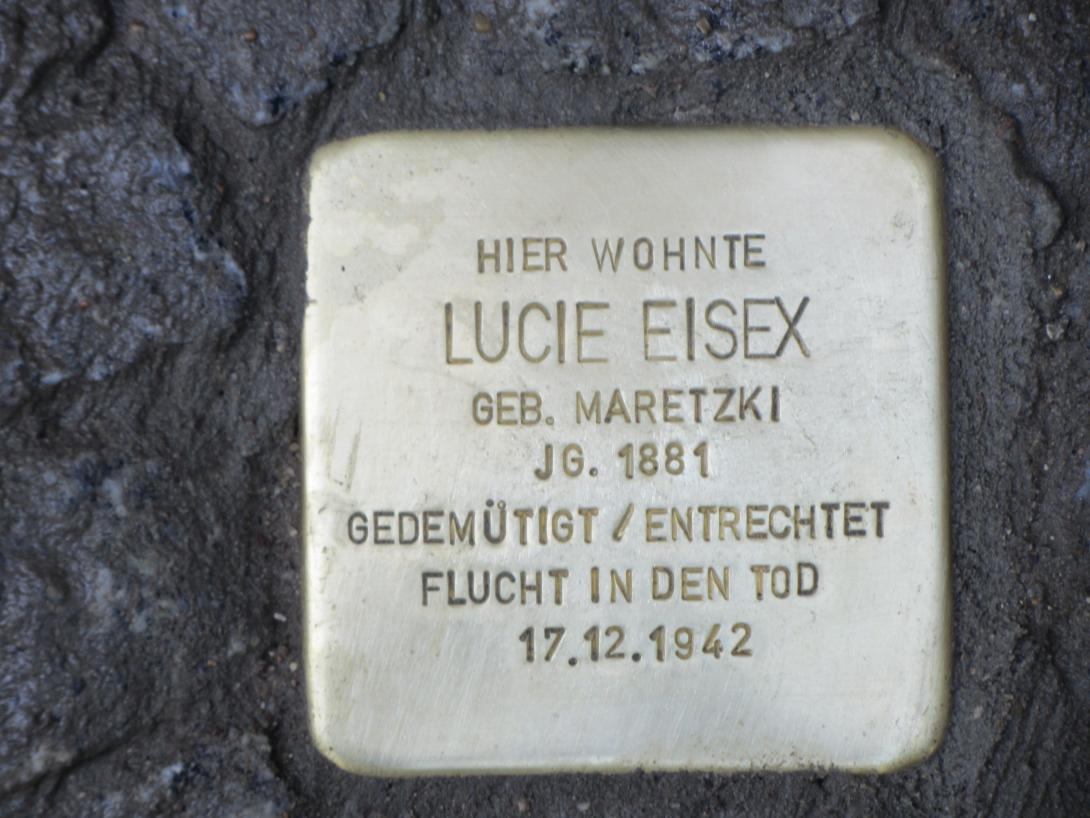 HIER WOHNTE
LUCIE EISEX
GEB. MARETZKI
JG. 1881
GEDEMÜTIGT / ENTRECHTET
FLUCHT IN DEN TOD
17.12.1942